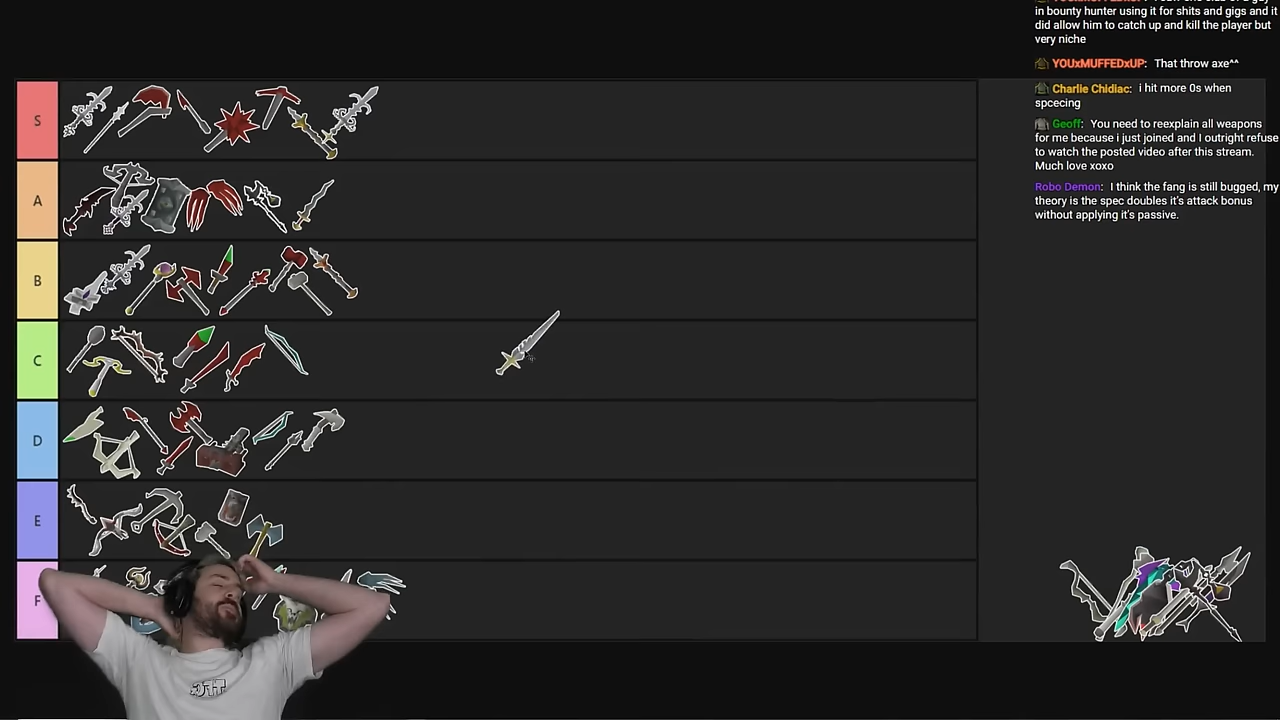 in bounty hunter using it for shits and gigs and it
did allow him to catch up and kill the player but
very niche
YOUxMUFFEDxUP: That throw axe^^
Charlie Chidiac: i hit more 0s when
spcecing
Geoff: You need to reexplain all weapons
for me because i just joined and I outright refuse
to watch the posted video after this stream.
Much love xoxo
Robo Demon: I think the fang is still bugged, my
theory is the spec doubles it's attack bonus
without applying it's passive.
S
A
B
C
D
E
F